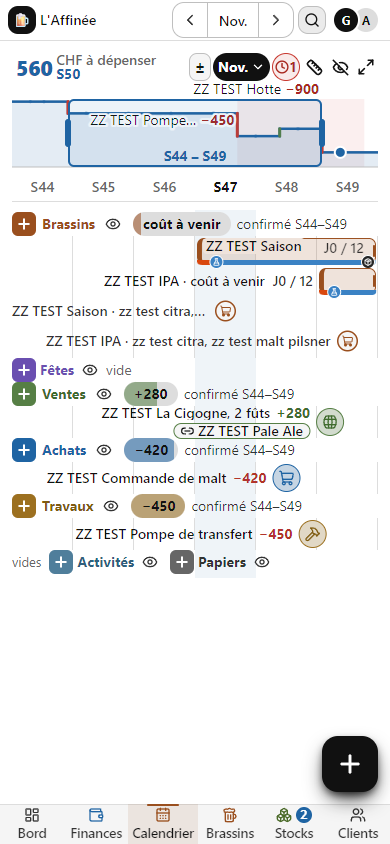 L'Affinée
Nov.
G
A
560 CHF à dépenser
S50
±
Nov.
1
ZZ TEST Hotte −900
ZZ TEST Pompe... −450
S44 – S49
S44 S45 S46 S47 S48 S49
Brassins coût à venir confirmé S44–S49
ZZ TEST Saison J0 / 12
ZZ TEST IPA · coût à venir J0 / 12
ZZ TEST Saison · zz test citra,...
ZZ TEST IPA · zz test citra, zz test malt pilsner
Fêtes vide
Ventes +280 confirmé S44–S49
ZZ TEST La Cigogne, 2 fûts +280
ZZ TEST Pale Ale
Achats −420 confirmé S44–S49
ZZ TEST Commande de malt −420
Travaux −450 confirmé S44–S49
ZZ TEST Pompe de transfert −450
vides Activités Papiers
+
Bord Finances Calendrier Brassins Stocks 2 Clients